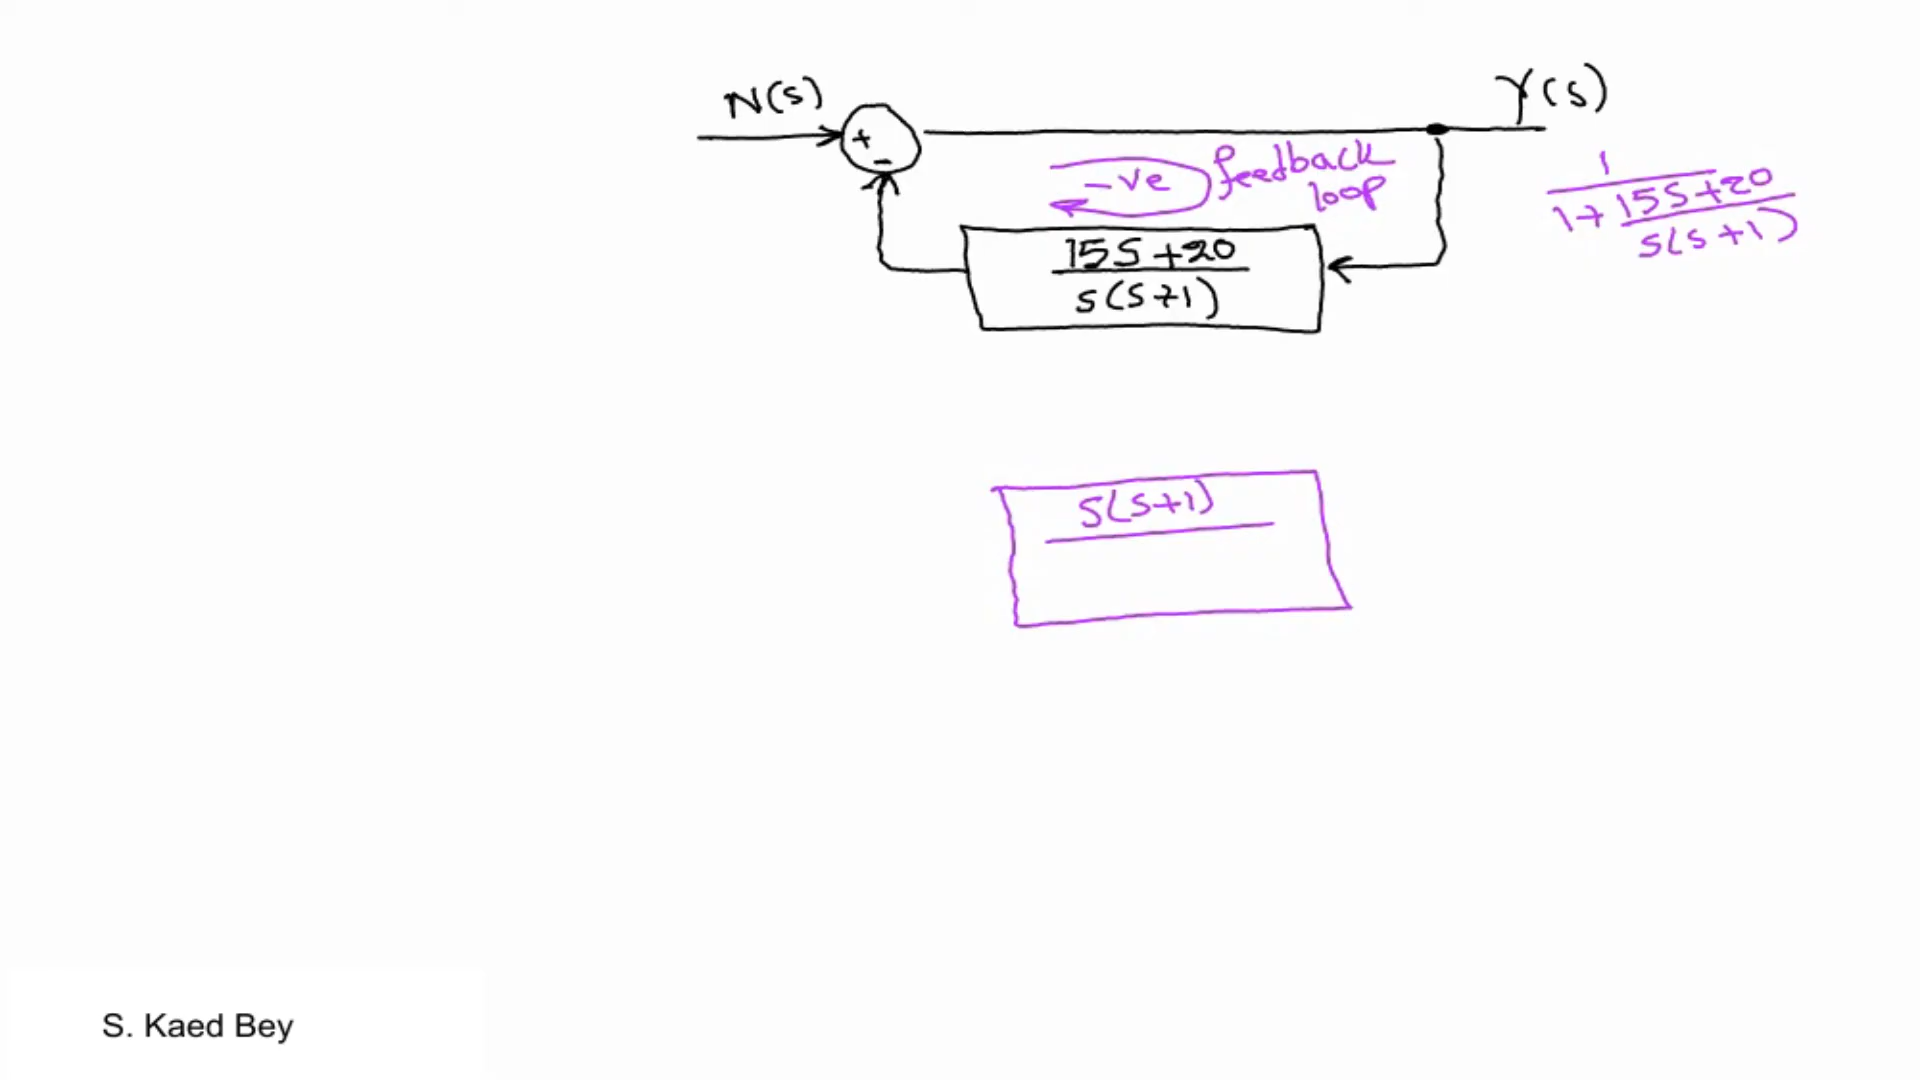 N(s)
Y(s)
+
-
-ve
feedback
loop
1
1+ 15S+20
S(S+1)
15S+20
S(S+1)
S(S+1)
S. Kaed Bey